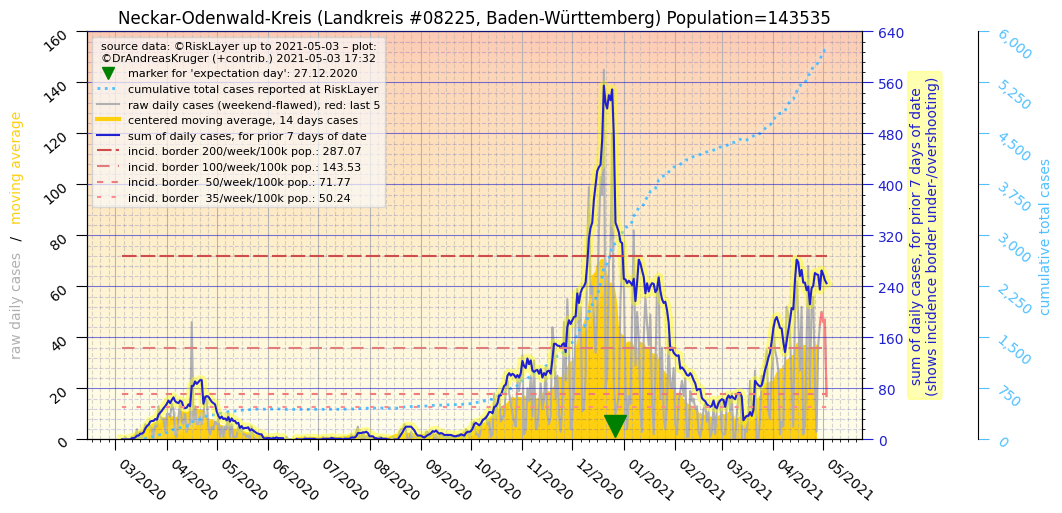 Neckar-Odenwald-Kreis (Landkreis #08225, Baden-Württemberg) Population=143535
source data: ©RiskLayer up to 2021-05-03 – plot:
©DrAndreasKruger (+contrib.) 2021-05-03 17:32
marker for 'expectation day': 27.12.2020
cumulative total cases reported at RiskLayer
raw daily cases (weekend-flawed), red: last 5
centered moving average, 14 days cases
sum of daily cases, for prior 7 days of date
incid. border 200/week/100k pop.: 287.07
incid. border 100/week/100k pop.: 143.53
incid. border  50/week/100k pop.: 71.77
incid. border  35/week/100k pop.: 50.24
raw daily cases  /  moving average
160
140
120
100
80
60
40
20
0
03/2020
04/2020
05/2020
06/2020
07/2020
08/2020
09/2020
10/2020
11/2020
12/2020
01/2021
02/2021
03/2021
04/2021
05/2021
640
560
480
400
320
240
160
80
0
sum of daily cases, for prior 7 days of date
(shows incidence border under-/overshooting)
6,000
5,250
4,500
3,750
3,000
2,250
1,500
750
0
cumulative total cases